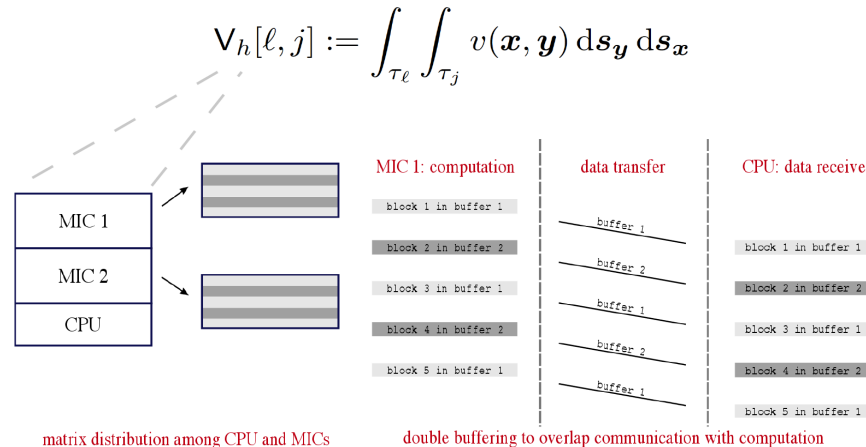 V_h[ℓ, j] := ∫_{τ_ℓ} ∫_{τ_j} v(x, y) ds_y ds_x
MIC 1
MIC 2
CPU
matrix distribution among CPU and MICs
MIC 1: computation
block 1 in buffer 1
block 2 in buffer 2
block 3 in buffer 1
block 4 in buffer 2
block 5 in buffer 1
data transfer
buffer 1
buffer 2
buffer 1
buffer 2
buffer 1
CPU: data receive
block 1 in buffer 1
block 2 in buffer 2
block 3 in buffer 1
block 4 in buffer 2
block 5 in buffer 1
double buffering to overlap communication with computation